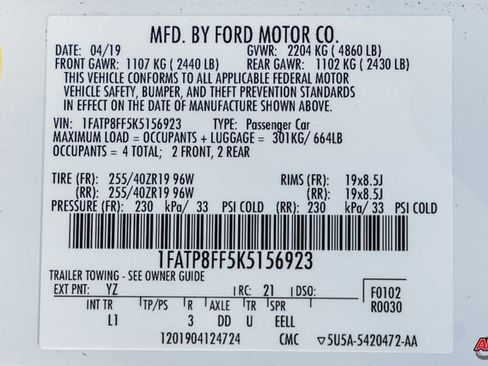 MFD. BY FORD MOTOR CO.
DATE: 04/19 GVWR: 2204 KG ( 4860 LB)
FRONT GAWR: 1107 KG ( 2440 LB) REAR GAWR: 1102 KG ( 2430 LB)
THIS VEHICLE CONFORMS TO ALL APPLICABLE FEDERAL MOTOR
VEHICLE SAFETY, BUMPER, AND THEFT PREVENTION STANDARDS
IN EFFECT ON THE DATE OF MANUFACTURE SHOWN ABOVE.
VIN: 1FATP8FF5K5156923 TYPE: Passenger Car
MAXIMUM LOAD = OCCUPANTS + LUGGAGE = 301KG/ 664LB
OCCUPANTS = 4 TOTAL; 2 FRONT, 2 REAR
TIRE (FR): 255/40ZR19 96W RIMS (FR): 19x8.5J
(RR): 255/40ZR19 96W (RR): 19x8.5J
PRESSURE (FR): 230 kPa/ 33 PSI COLD (RR): 230 kPa/ 33 PSI COLD
1FATP8FF5K5156923
TRAILER TOWING - SEE OWNER GUIDE
EXT PNT: YZ RC: 21 DSO: F0102
INT TR TP/PS R AXLE TR SPR R0030
L1 3 DD U EELL
1201904124724 CMC 5U5A-5420472-AA